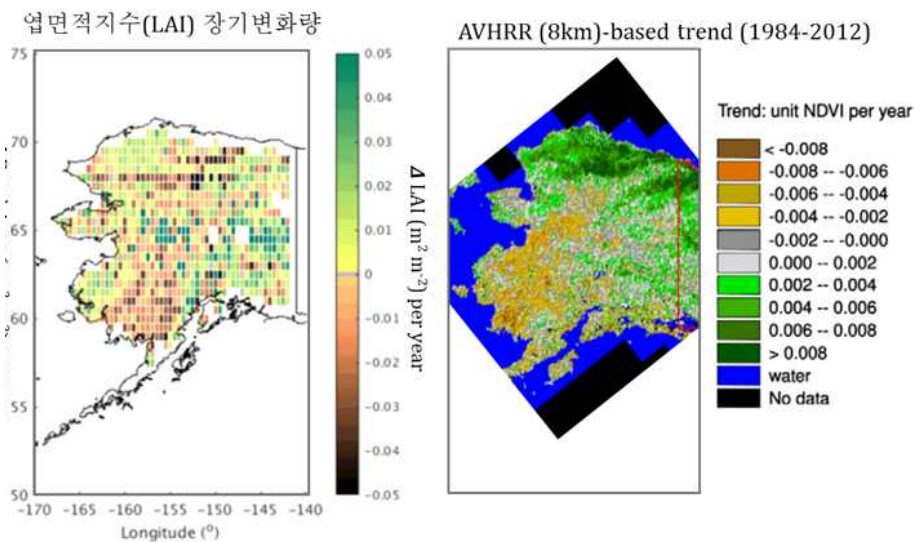 엽면적지수(LAI) 장기변화량
75
70
65
60
55
50
-170 -165 -160 -155 -150 -145 -140
Longitude (°)
0.05
0.04
0.03
0.02
0.01
0
-0.01
-0.02
-0.03
-0.04
-0.05
Δ LAI (m² m⁻²) per year
AVHRR (8km)-based trend (1984-2012)
Trend: unit NDVI per year
< -0.008
-0.008 -- -0.006
-0.006 -- -0.004
-0.004 -- -0.002
-0.002 -- -0.000
0.000 -- 0.002
0.002 -- 0.004
0.004 -- 0.006
0.006 -- 0.008
> 0.008
water
No data